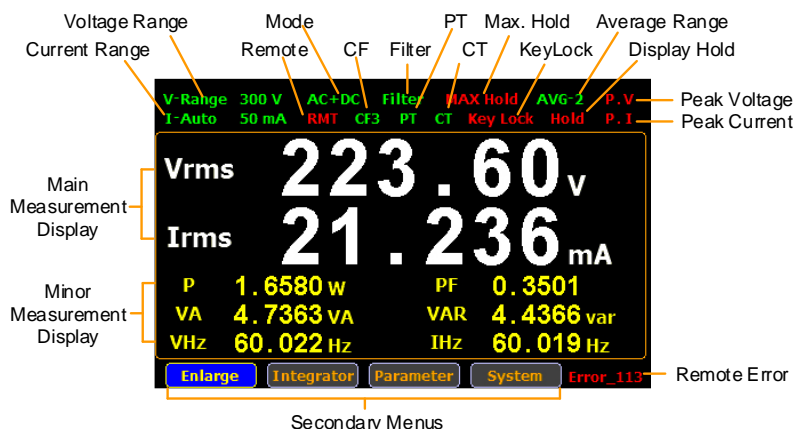 Voltage Range Mode PT Max. Hold Average Range
Current Range Remote CF Filter CT KeyLock Display Hold
V-Range 300 V AC+DC Filter MAX Hold AVG-2 P.V Peak Voltage
I-Auto 50 mA RMT CF3 PT CT Key Lock Hold P.I Peak Current
Vrms 223.60 V
Irms 21.236 mA
Main
Measurement
Display
P 1.6580 W PF 0.3501
VA 4.7363 VA VAR 4.4366 var
VHz 60.022 Hz IHz 60.019 Hz
Minor
Measurement
Display
Enlarge Integrator Parameter System Error_113 Remote Error
Secondary Menus